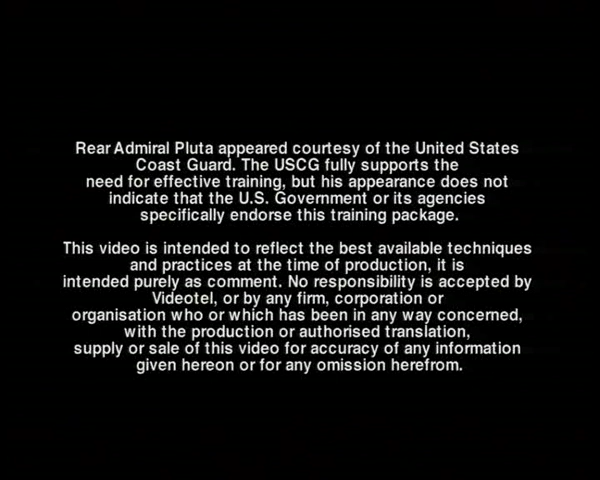 Rear Admiral Pluta appeared courtesy of the United States
Coast Guard. The USCG fully supports the
need for effective training, but his appearance does not
indicate that the U.S. Government or its agencies
specifically endorse this training package.
This video is intended to reflect the best available techniques
and practices at the time of production, it is
intended purely as comment. No responsibility is accepted by
Videotel, or by any firm, corporation or
organisation who or which has been in any way concerned,
with the production or authorised translation,
supply or sale of this video for accuracy of any information
given hereon or for any omission herefrom.